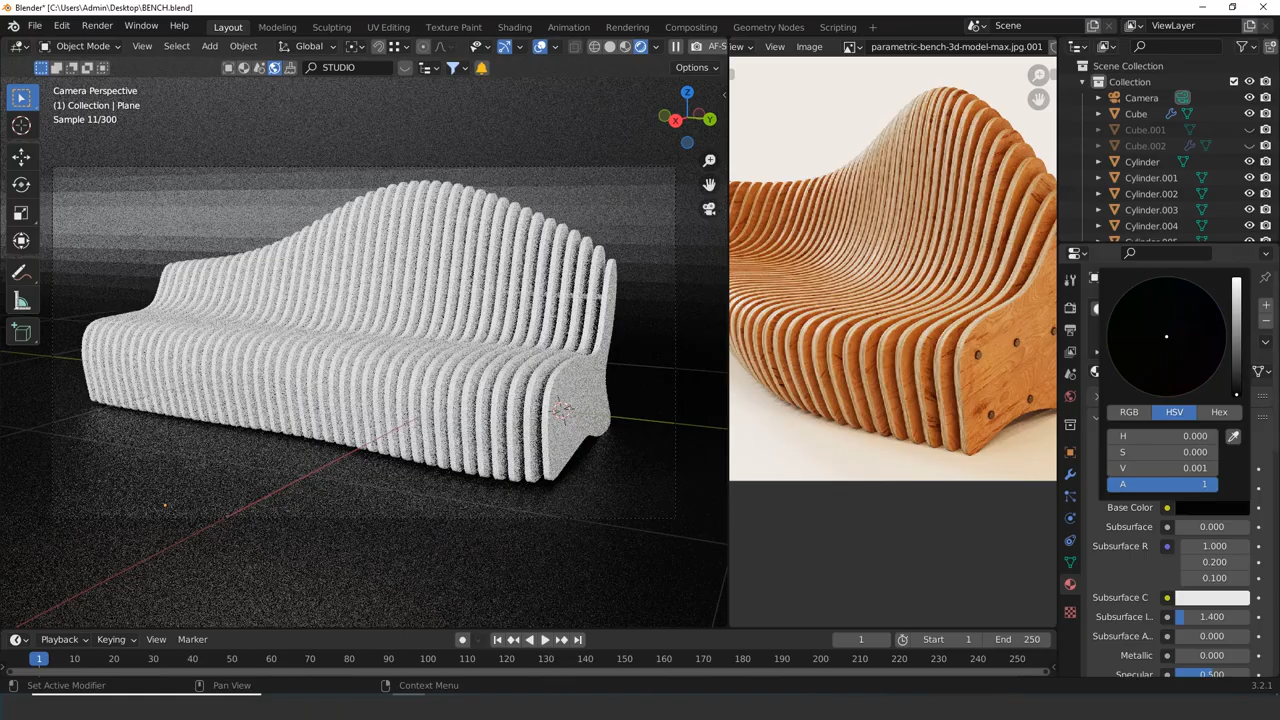 Blender* [C:\Users\Admin\Desktop\BENCH.blend]
File Edit Render Window Help Layout Modeling Sculpting UV Editing Texture Paint Shading Animation Rendering Compositing Geometry Nodes Scripting Scene ViewLayer
Object Mode View Select Add Object Global AF-S View Image parametric-bench-3d-model-max.jpg.001
STUDIO Options
Camera Perspective
(1) Collection | Plane
Sample 11/300
Z
X
Y
Scene Collection
Collection
Camera
Cube
Cube.001
Cube.002
Cylinder
Cylinder.001
Cylinder.002
Cylinder.003
Cylinder.004
RGB HSV Hex
H 0.000
S 0.000
V 0.001
A 1
Base Color
Subsurface 0.000
Subsurface R 1.000
0.200
0.100
Subsurface C
Subsurface I... 1.400
Subsurface A... 0.000
Metallic 0.000
Specular 0.500
Playback Keying View Marker 1 Start 1 End 250
1 10 20 30 40 50 60 70 80 90 100 110 120 130 140 150 160 170 180 190 200 210 220 230 240 250
Set Active Modifier Pan View Context Menu 3.2.1